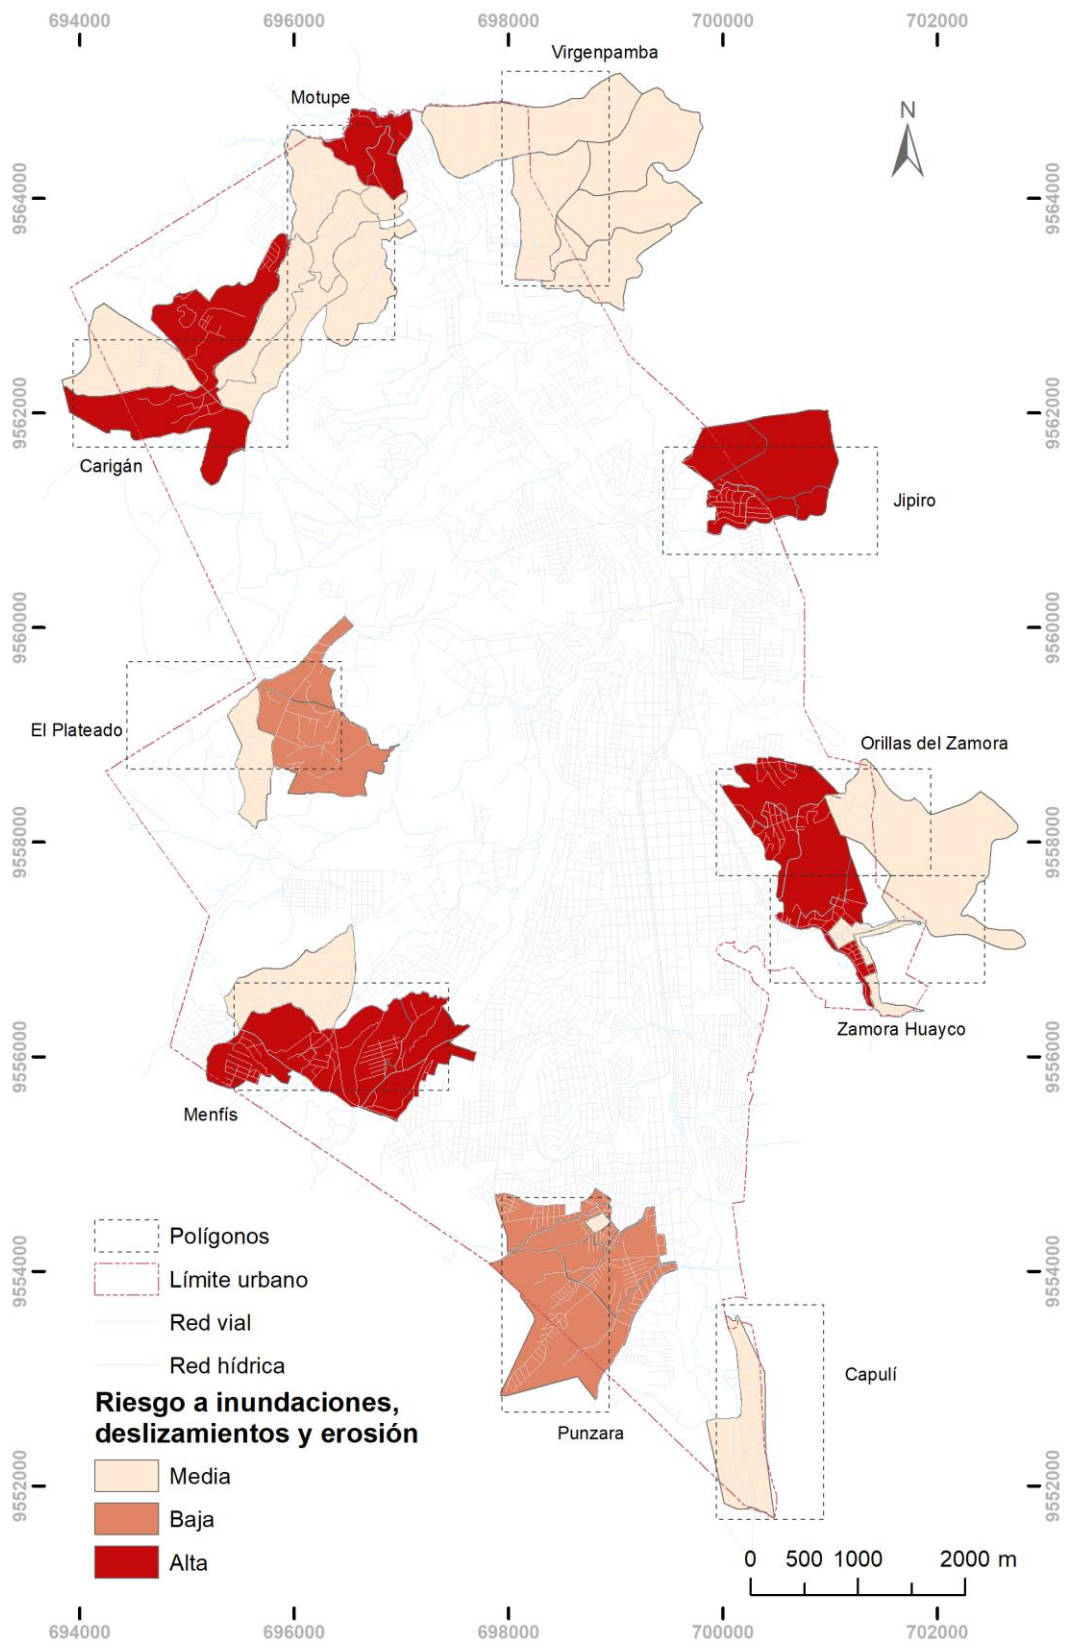 694000 696000 698000 700000 702000
Virgenpamba
Motupe
N
9564000 9564000
9562000 9562000
Carigán
Jipiro
9560000 9560000
El Plateado
Orillas del Zamora
9558000 9558000
Zamora Huayco
9556000 9556000
Menfís
Polígonos
9554000 9554000
Límite urbano
Red vial
Red hídrica
Capulí
Riesgo a inundaciones,
deslizamientos y erosión
Punzara
Media
9552000 9552000
Baja
Alta
0 500 1000 2000 m
694000 696000 698000 700000 702000